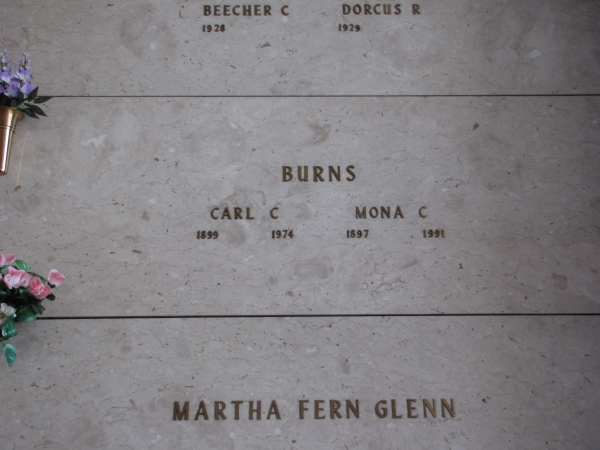 BEECHER C DORCUS R
1928 1929
BURNS
CARL C MONA C
1899 1974 1897 1991
MARTHA FERN GLENN